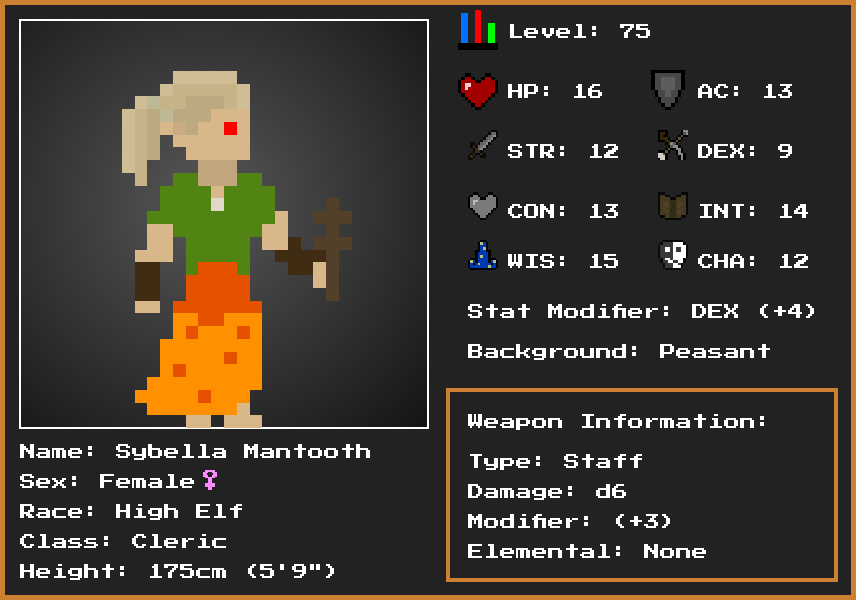 Level: 75
HP: 16 AC: 13
STR: 12 DEX: 9
CON: 13 INT: 14
WIS: 15 CHA: 12
Stat Modifier: DEX (+4)
Background: Peasant
Weapon Information:
Type: Staff
Damage: d6
Modifier: (+3)
Elemental: None
Name: Sybella Mantooth
Sex: Female♀
Race: High Elf
Class: Cleric
Height: 175cm (5'9")